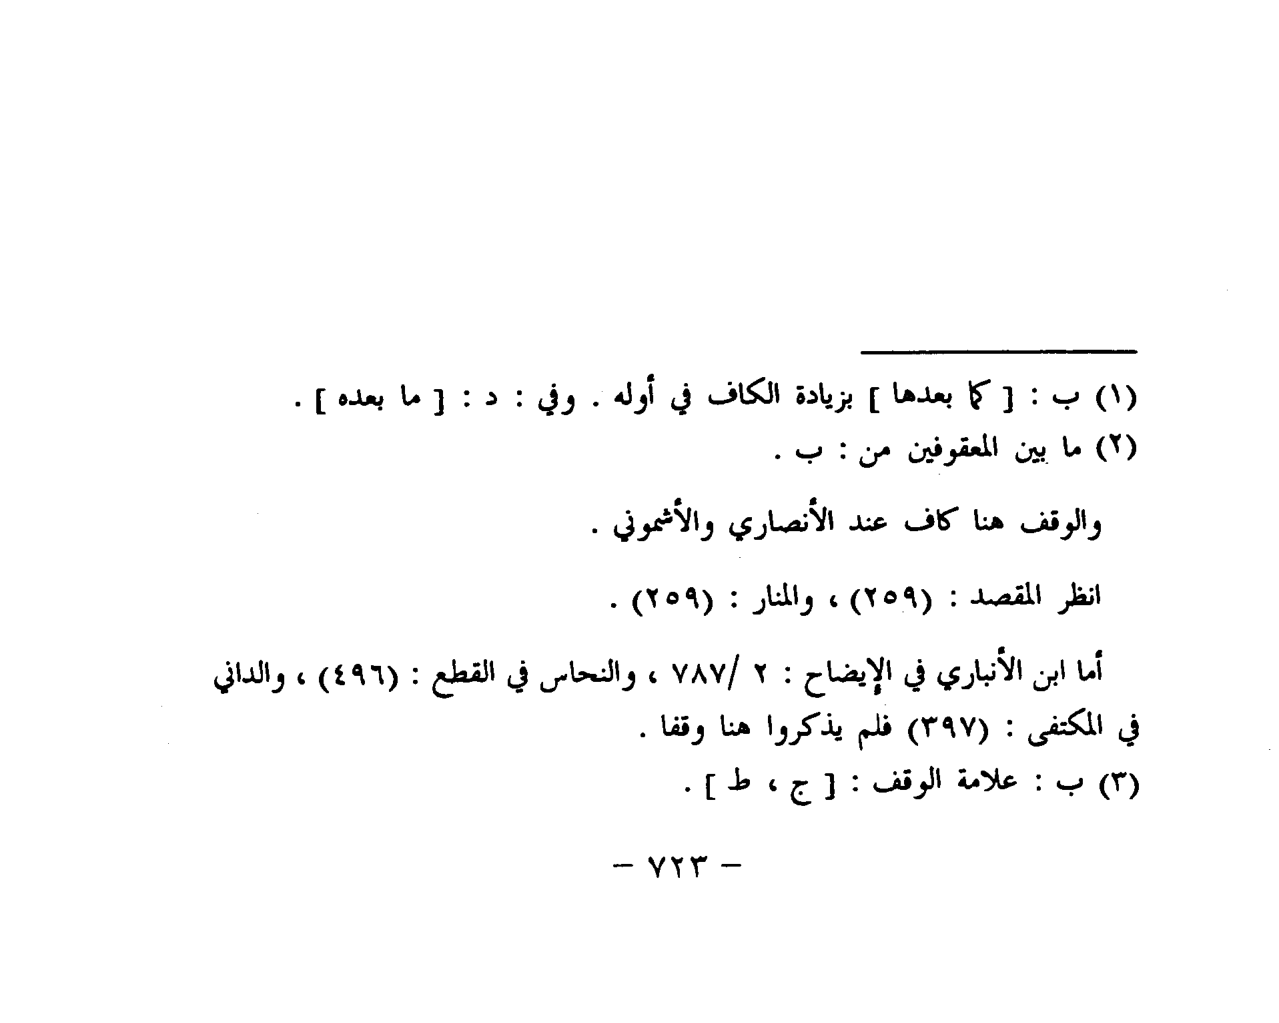 (١) ب : [ كما بعدها ] بزيادة الكاف في أوله . وفي : د : [ ما بعده ] .
(٢) ما بين المعقوفين من : ب .
والوقف هنا كاف عند الأنصاري والأشموني .
انظر المقصد : (٢٥٩) ، والمنار : (٢٥٩) .
أما ابن الأنباري في الإيضاح : ٢ /٧٨٧ ، والنحاس في القطع : (٤٩٦) ، والداني
في المكتفى : (٣٩٧) فلم يذكروا هنا وقفا .
(٣) ب : علامة الوقف : [ ج ، ط ] .
– ٧٢٣ –